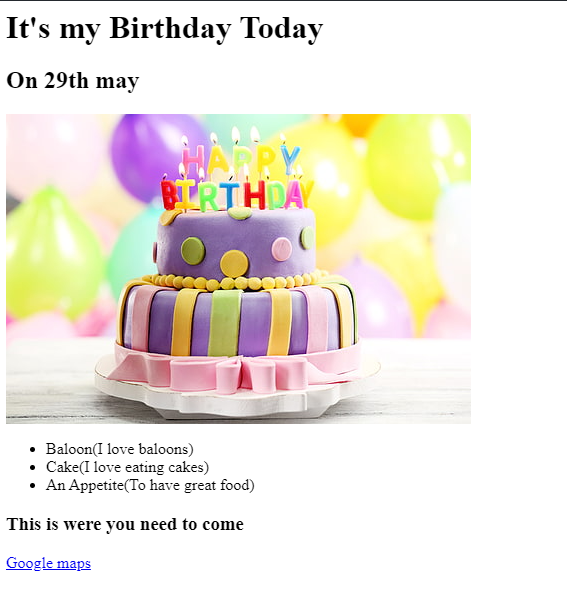 It's my Birthday Today
On 29th may
HAPPY
BIRTHDAY
Baloon(I love baloons)
Cake(I love eating cakes)
An Appetite(To have great food)
This is were you need to come
Google maps